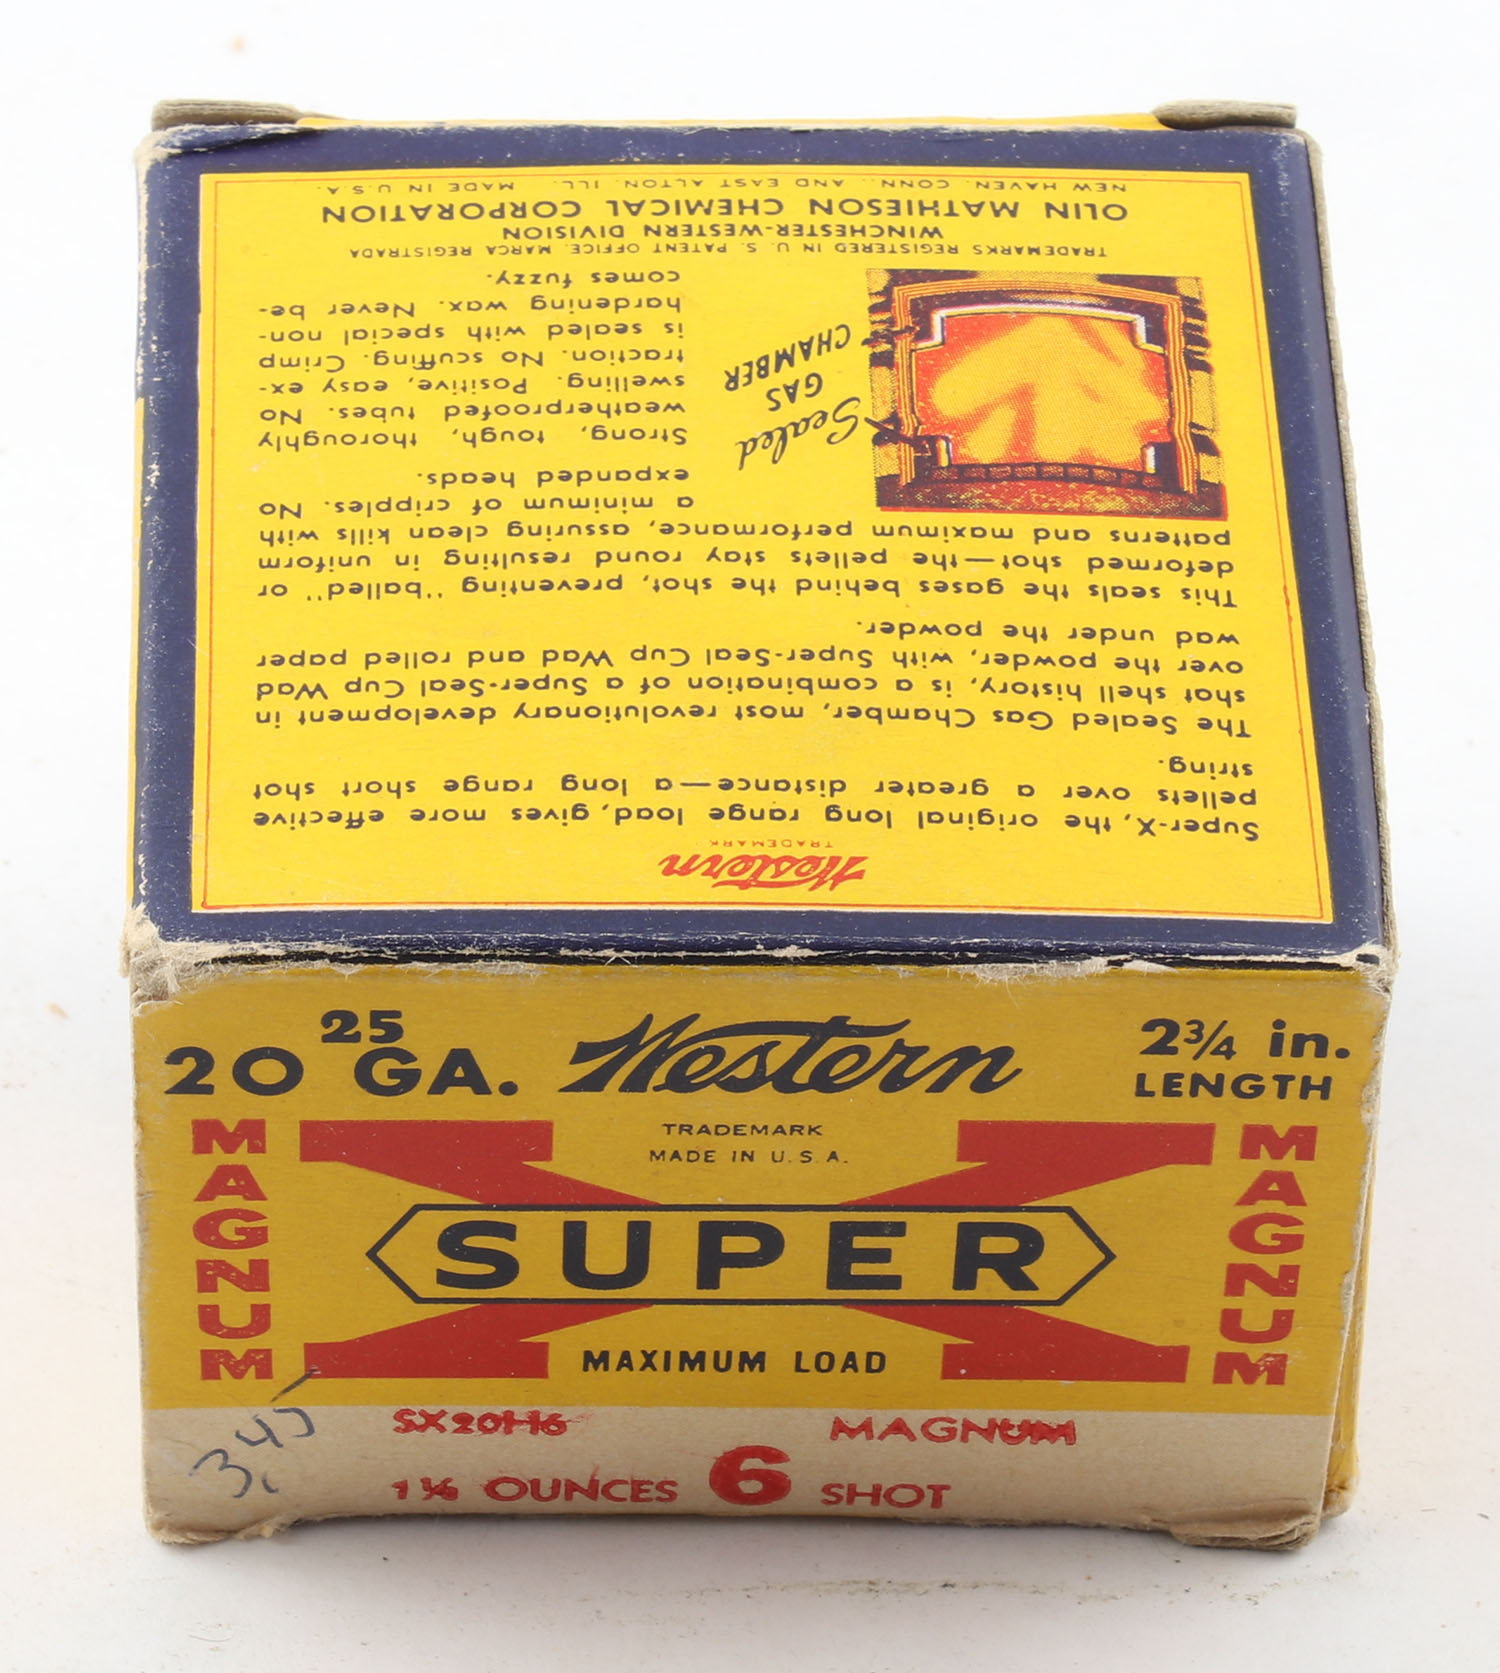 Western
TRADEMARK
Super-X, the original long range load, gives more effective
pellets over a greater distance—a long range short shot
string.
The Sealed Gas Chamber, most revolutionary development in
shot shell history, is a combination of a Super-Seal Cup Wad
over the powder, with Super-Seal Cup Wad and rolled paper
wad under the powder.
This seals the gases behind the shot, preventing "balled" or
deformed shot—the pellets stay round resulting in uniform
patterns and maximum performance, assuring clean kills with
a minimum of cripples. No
expanded heads.
Strong, tough, thoroughly
weatherproofed tubes. No
swelling. Positive, easy ex-
traction. No scuffing. Crimp
is sealed with special non-
hardening wax. Never be-
comes fuzzy.
Sealed
GAS
CHAMBER
TRADEMARKS REGISTERED IN U. S. PATENT OFFICE. MARCA REGISTRADA
WINCHESTER-WESTERN DIVISION
OLIN MATHIESON CHEMICAL CORPORATION
NEW HAVEN, CONN., AND EAST ALTON, ILL. MADE IN U.S.A.
25
20 GA.
Western
2 3/4 in.
LENGTH
TRADEMARK
MADE IN U.S.A.
MAGNUM
X
SUPER
MAGNUM
MAXIMUM LOAD
3.45
SX20H6
MAGNUM
1 1/8 OUNCES 6 SHOT